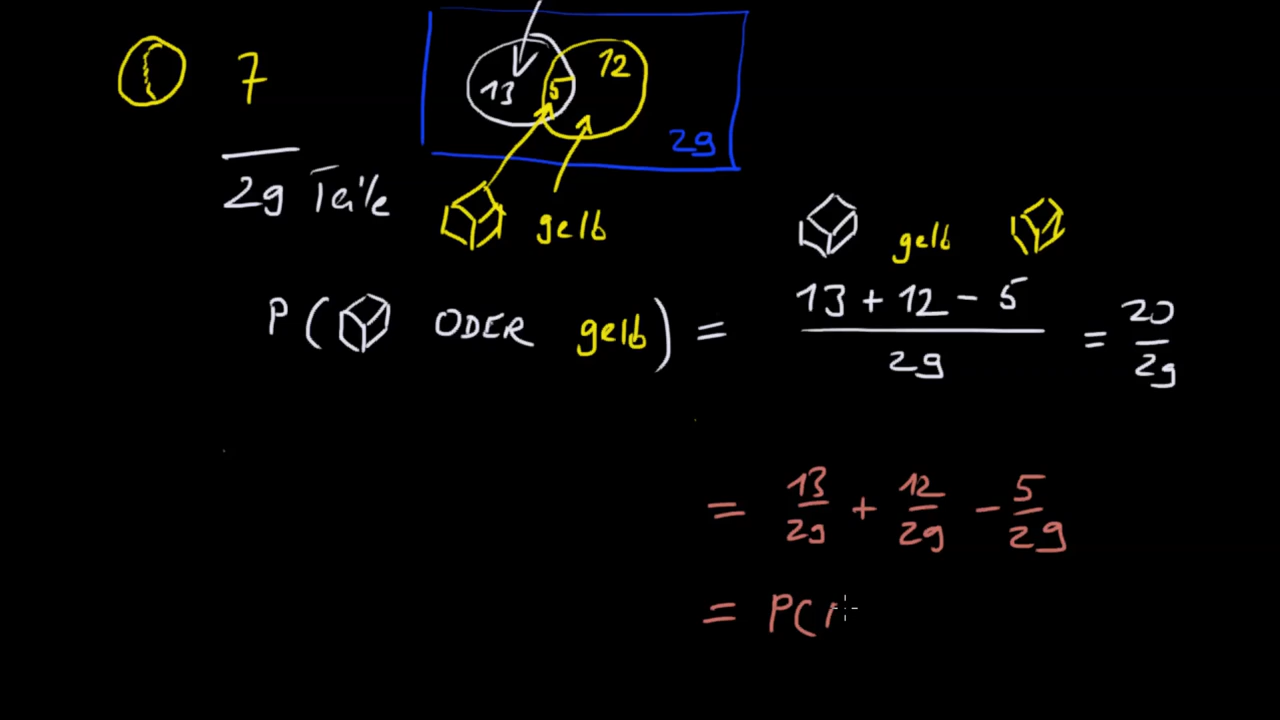 7
13 5 12
29
29 Teile
gelb
gelb
P( ODER gelb) = 13 + 12 - 5 / 29 = 20/29
= 13/29 + 12/29 - 5/29
= P(